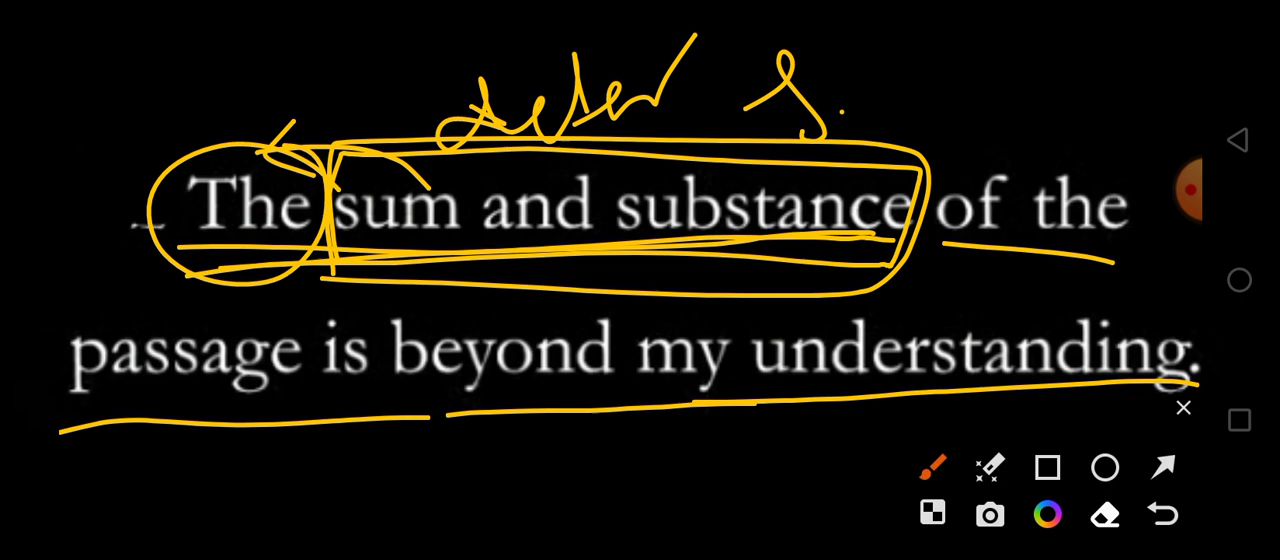 The sum and substance of the
passage is beyond my understanding.